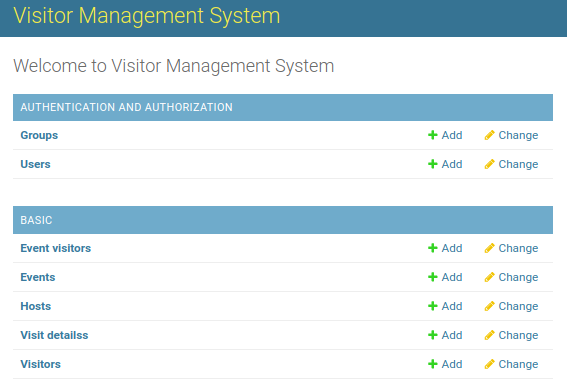 Visitor Management System
Welcome to Visitor Management System
AUTHENTICATION AND AUTHORIZATION
Groups Add Change
Users Add Change
BASIC
Event visitors Add Change
Events Add Change
Hosts Add Change
Visit detailss Add Change
Visitors Add Change